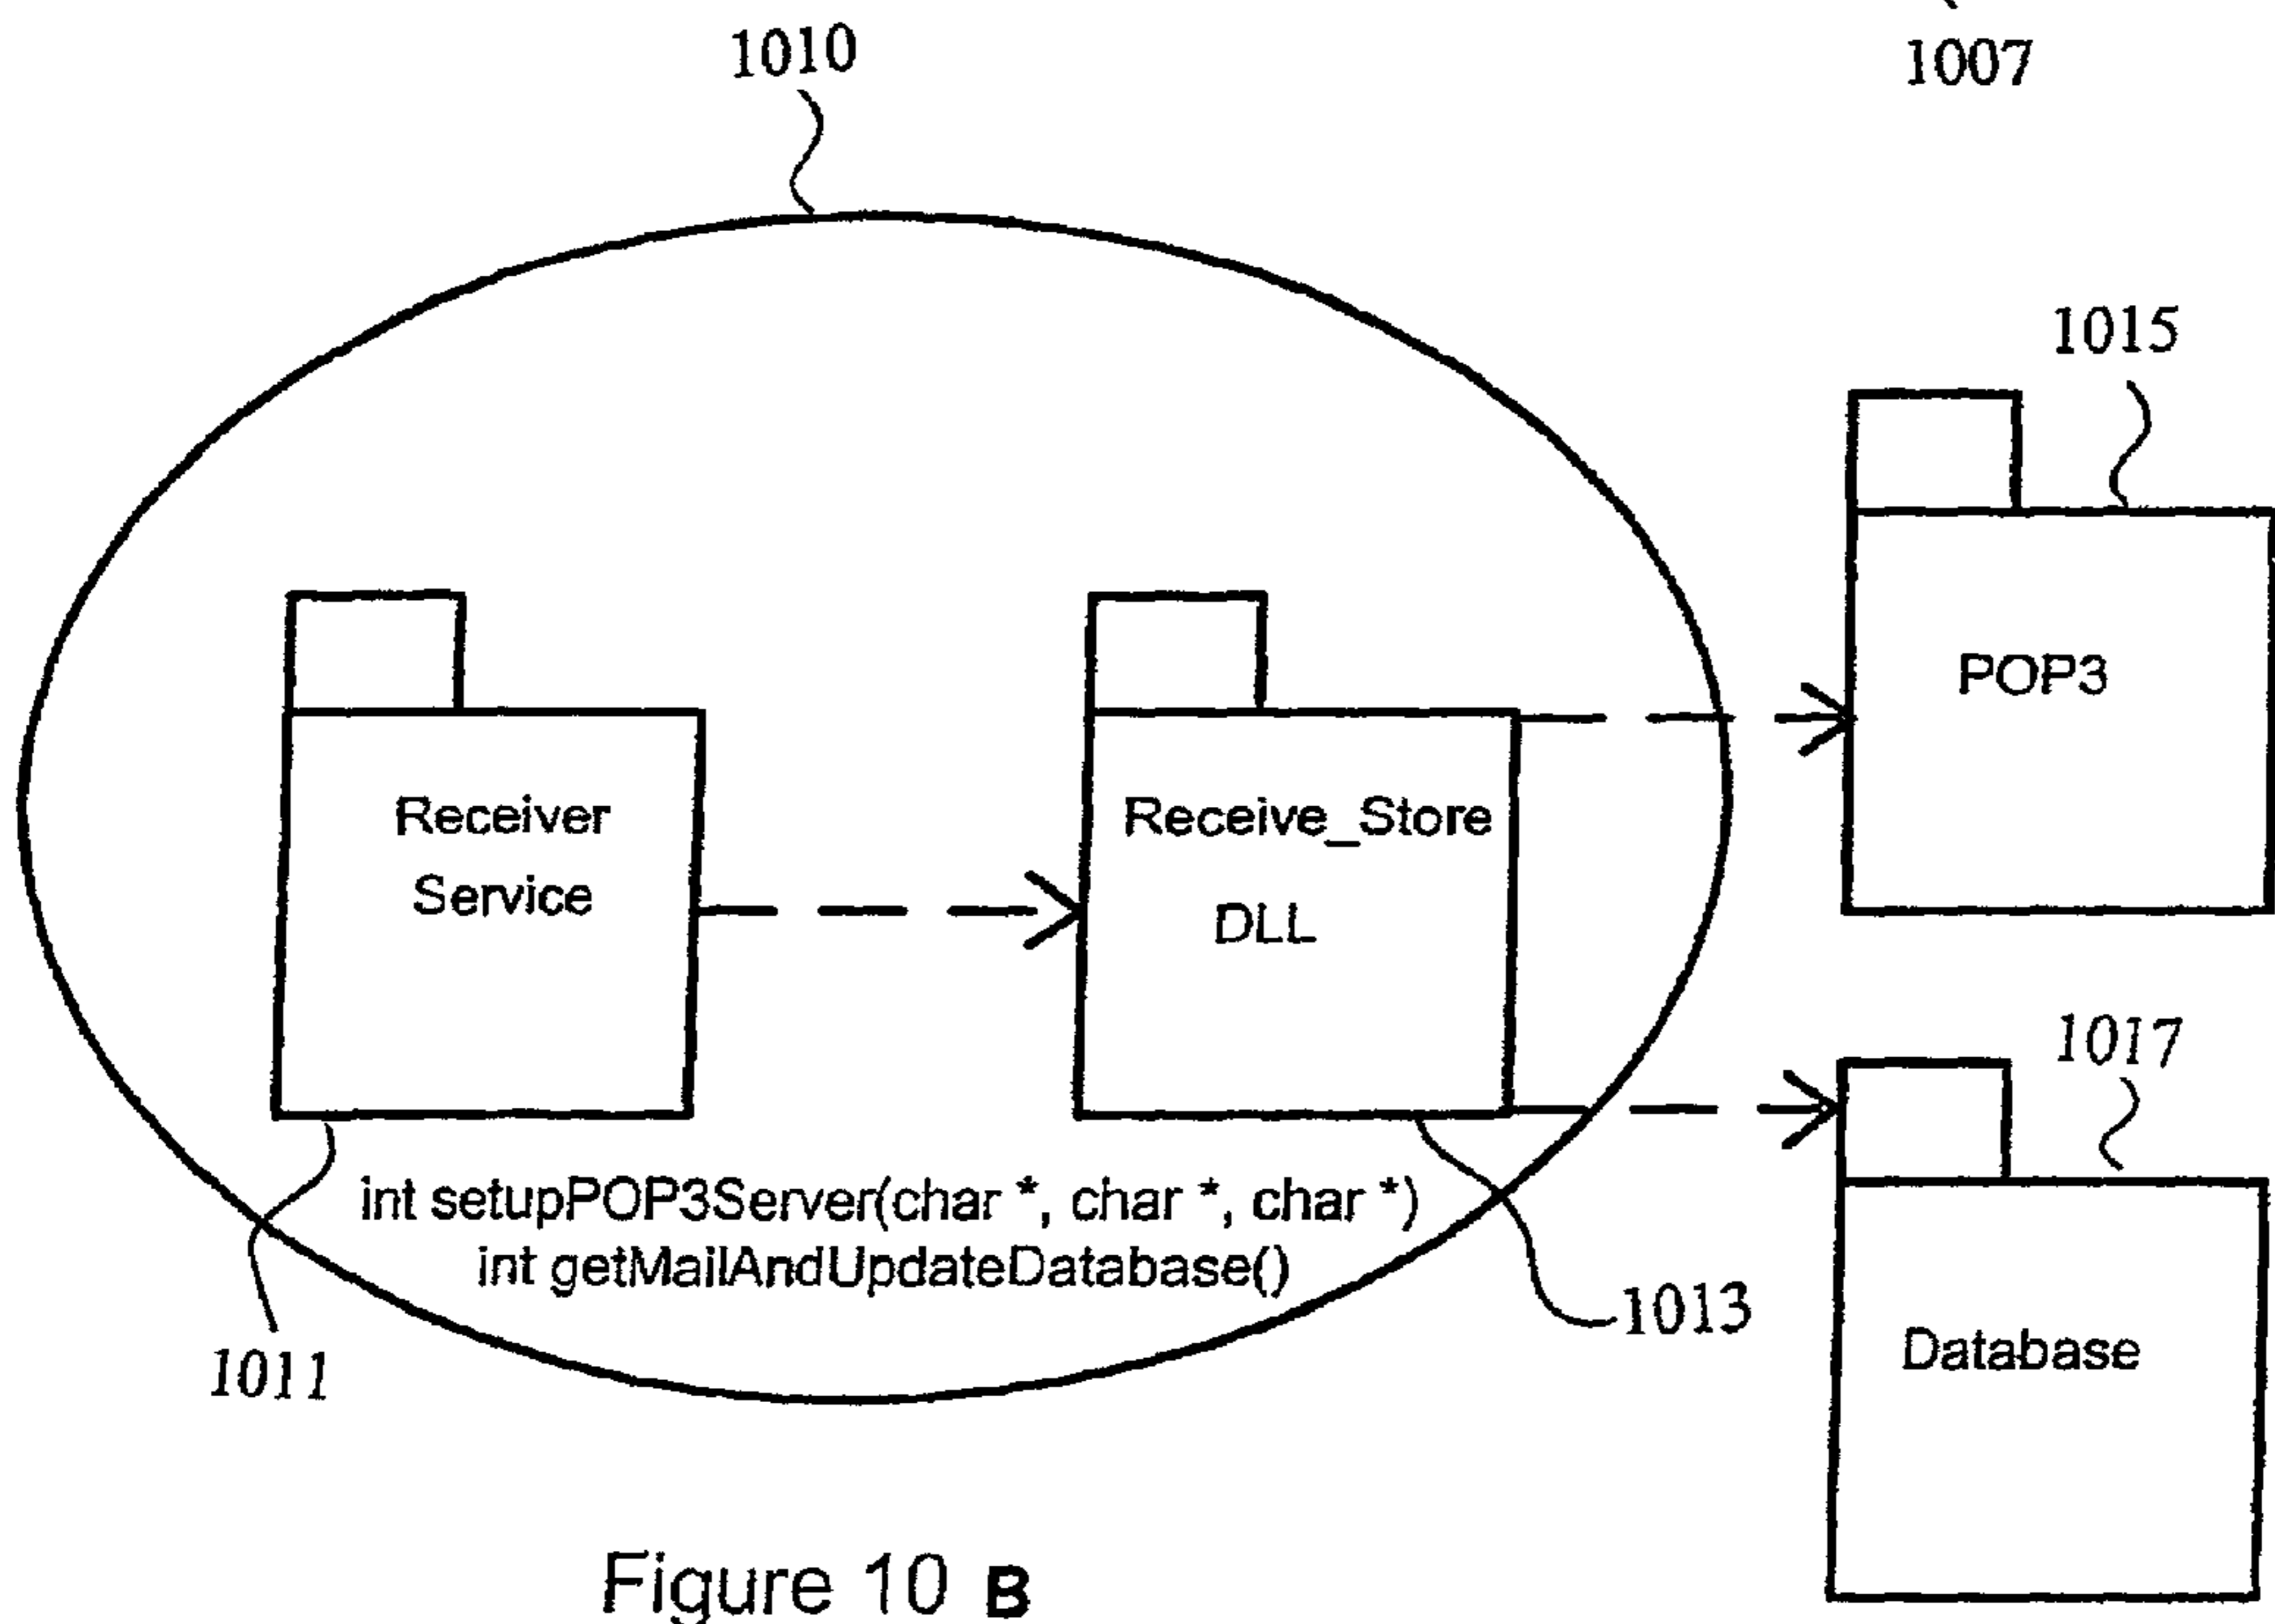 1010
1007
1015
POP3
Receiver
Service
Receive_Store
DLL
1017
int setupPOP3Server(char *, char *, char *)
int getMailAndUpdateDatabase()
1013
1011
Database
Figure 10 B